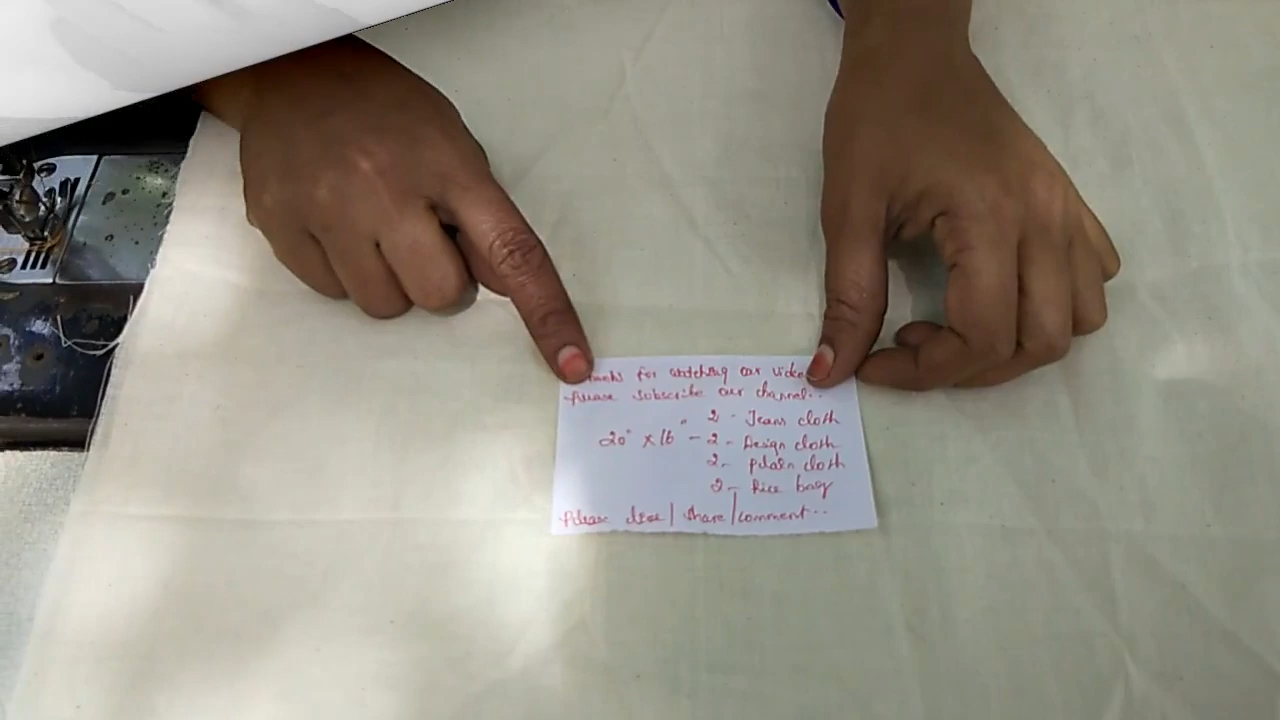 for watching our video
please subscribe our channel..
2 - Jeans cloth
20" x 16" - 2 - Design cloth
2 - plain cloth
2 - Rice bag
please like | share | comment...